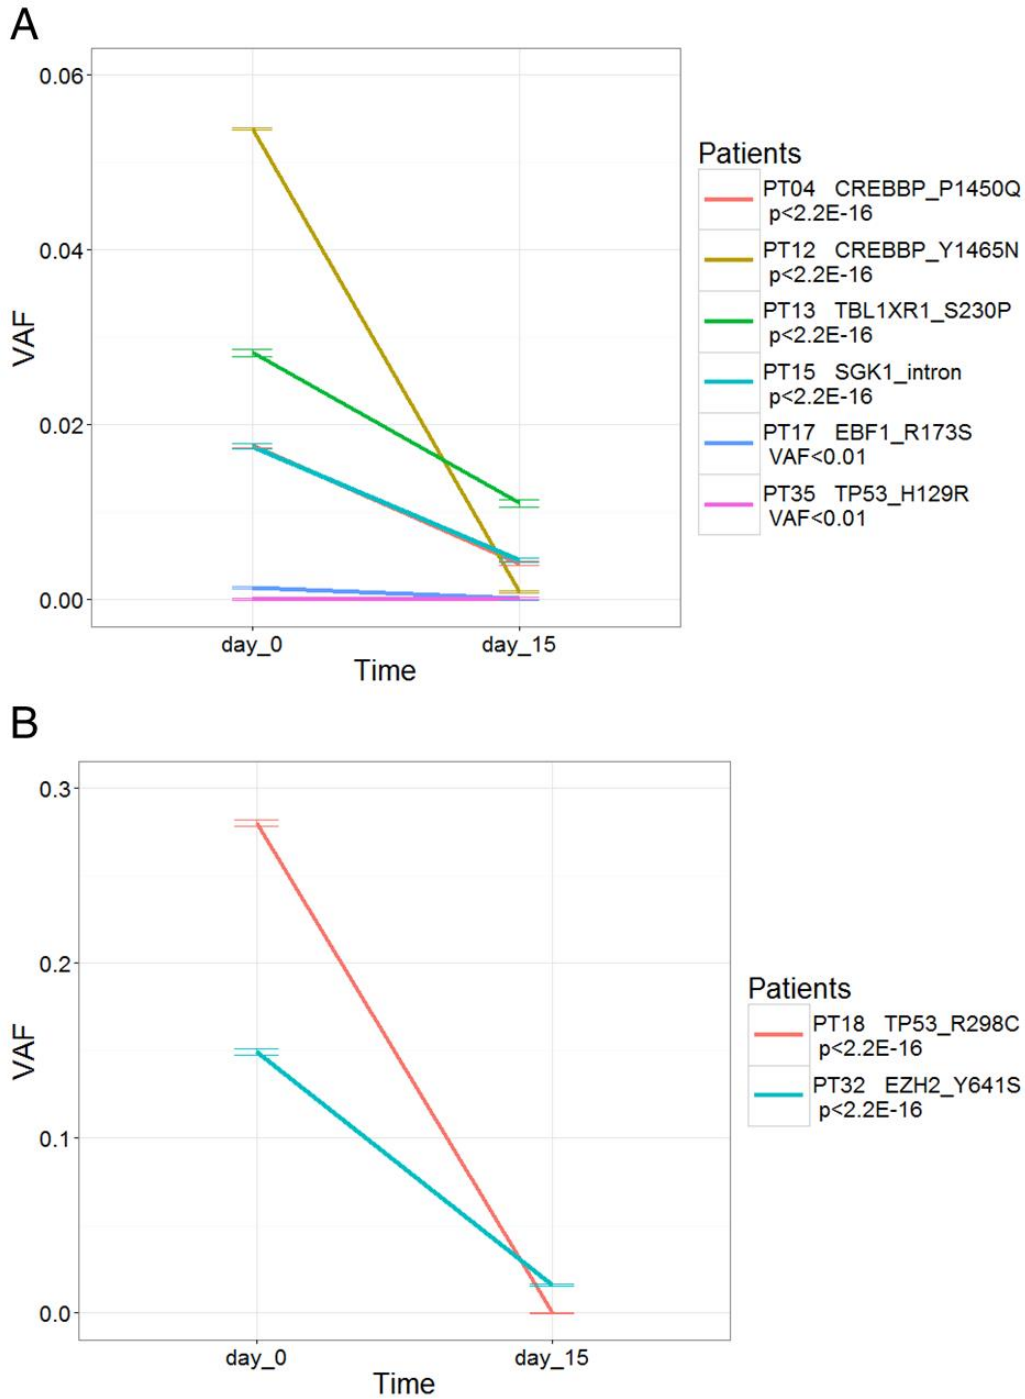 A
0.06
0.04
0.02
0.00
VAF
day_0 day_15
Time
Patients
PT04 CREBBP_P1450Q
p<2.2E-16
PT12 CREBBP_Y1465N
p<2.2E-16
PT13 TBL1XR1_S230P
p<2.2E-16
PT15 SGK1_intron
p<2.2E-16
PT17 EBF1_R173S
VAF<0.01
PT35 TP53_H129R
VAF<0.01
B
0.3
0.2
0.1
0.0
VAF
day_0 day_15
Time
Patients
PT18 TP53_R298C
p<2.2E-16
PT32 EZH2_Y641S
p<2.2E-16